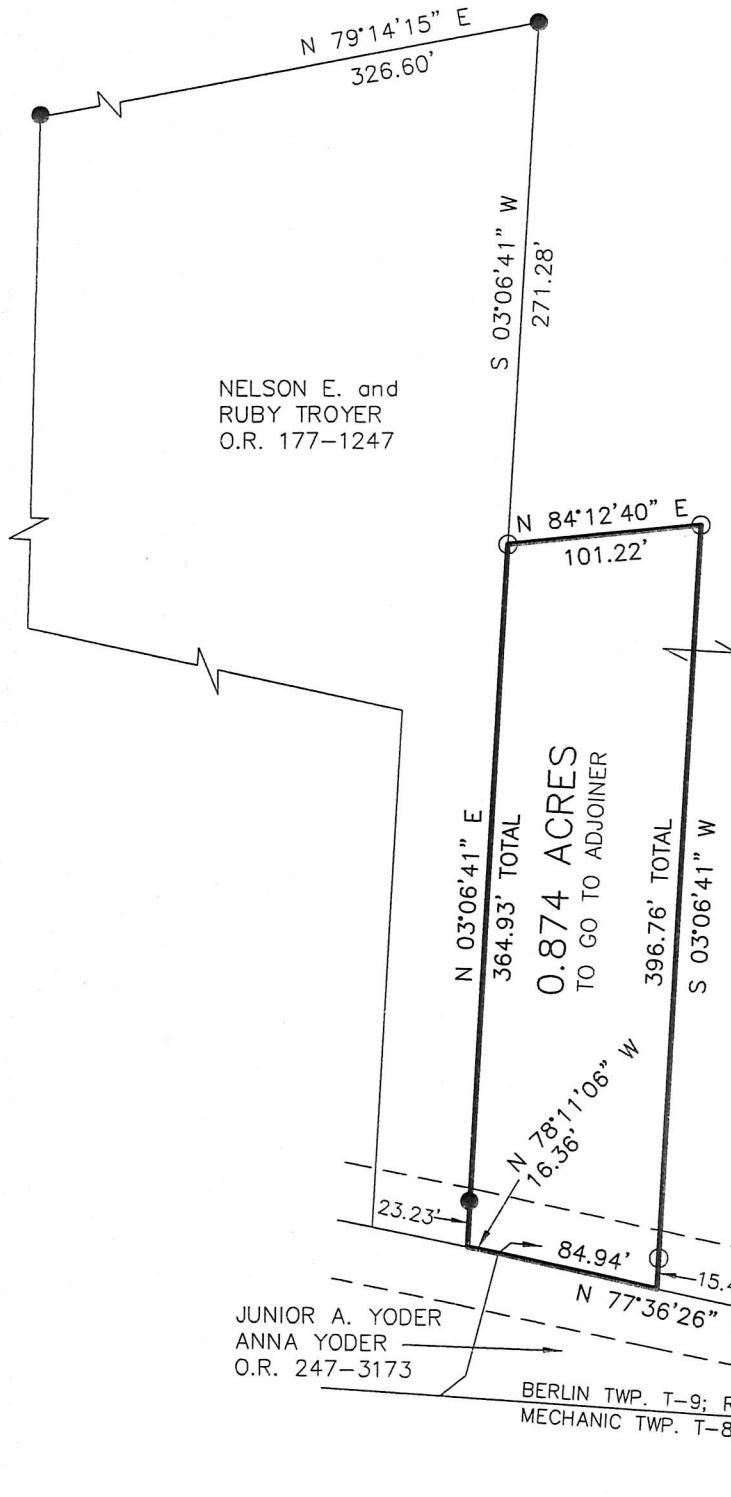 N 79°14'15" E
326.60'
S 03°06'41" W
271.28'
NELSON E. and
RUBY TROYER
O.R. 177-1247
N 84°12'40" E
101.22'
N 03°06'41" E
364.93' TOTAL
0.874 ACRES
TO GO TO ADJOINER
396.76' TOTAL
S 03°06'41" W
N 78°11'06" W
16.36'
23.23'
84.94'
15.4
N 77°36'26"
JUNIOR A. YODER
ANNA YODER
O.R. 247-3173
BERLIN TWP. T-9; R
MECHANIC TWP. T-8